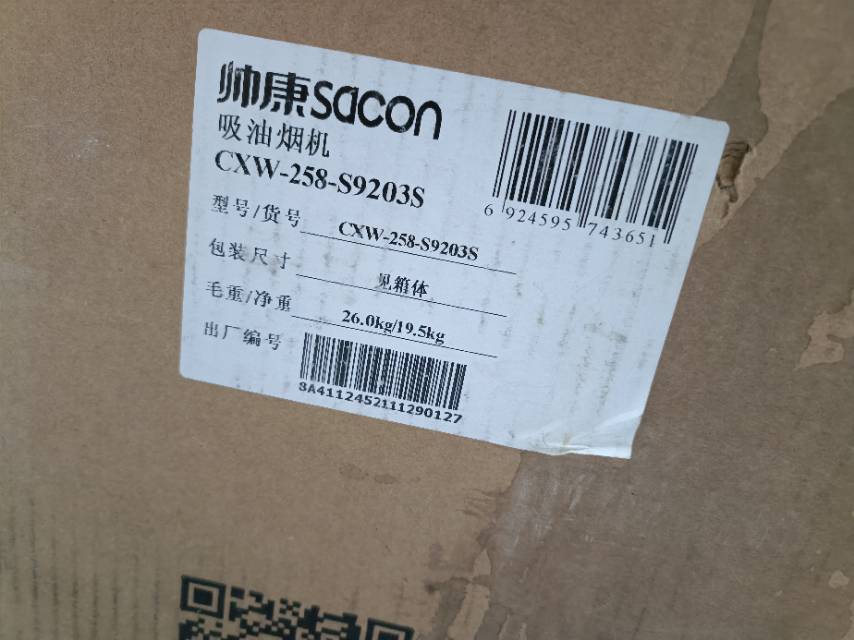 帅康sacon
吸油烟机
CXW-258-S9203S
6 924595 743651
型号/货号 CXW-258-S9203S
包装尺寸 见箱体
毛重/净重 26.0kg/19.5kg
出厂编号
8A4112452111290127